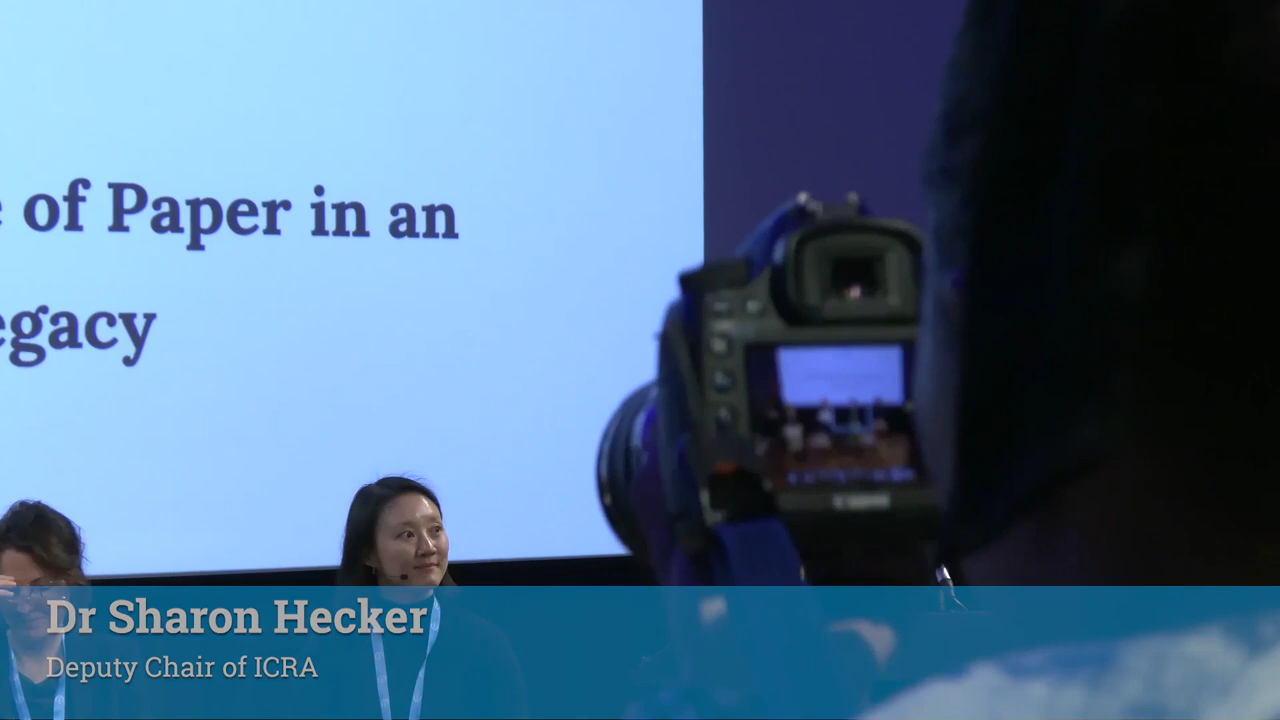 of Paper in an
egacy
Dr Sharon Hecker
Deputy Chair of ICRA